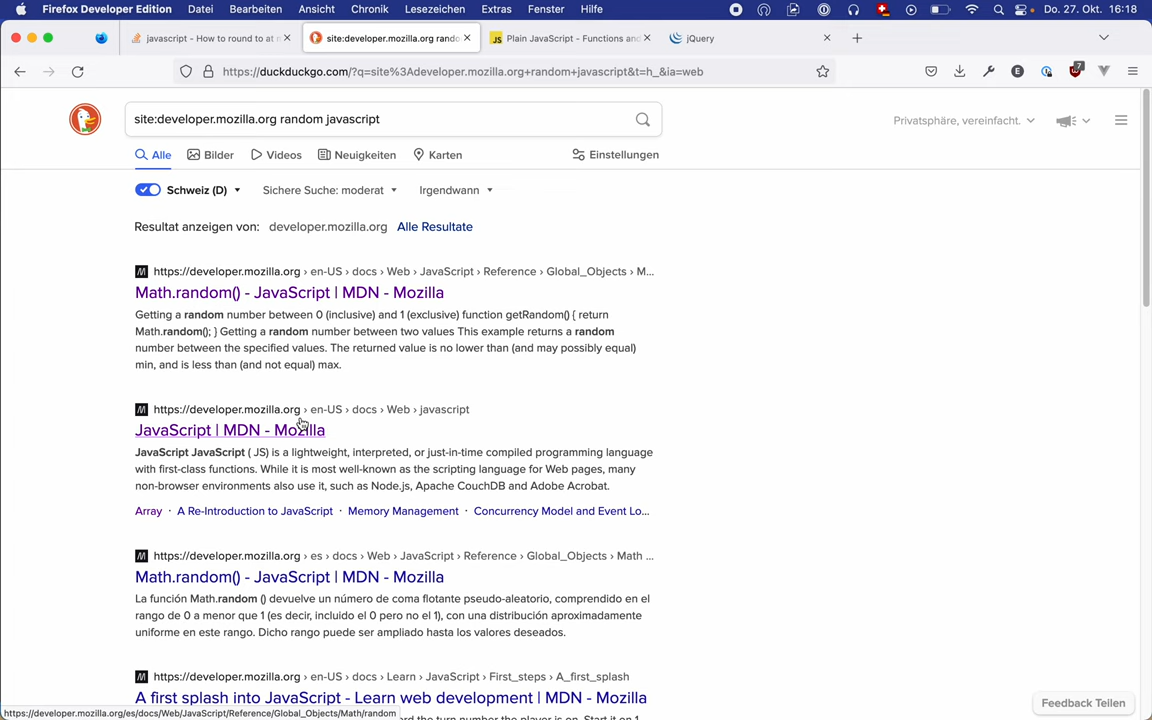 Firefox Developer Edition Datei Bearbeiten Ansicht Chronik Lesezeichen Extras Fenster Hilfe Do. 27. Okt. 16:18
javascript - How to round to at n site:developer.mozilla.org rando Plain JavaScript - Functions and jQuery
https://duckduckgo.com/?q=site%3Adeveloper.mozilla.org+random+javascript&t=h_&ia=web
7
site:developer.mozilla.org random javascript
Privatsphäre, vereinfacht.
Alle Bilder Videos Neuigkeiten Karten Einstellungen
Schweiz (D) Sichere Suche: moderat Irgendwann
Resultat anzeigen von: developer.mozilla.org Alle Resultate
https://developer.mozilla.org › en-US › docs › Web › JavaScript › Reference › Global_Objects › M...
Math.random() - JavaScript | MDN - Mozilla
Getting a random number between 0 (inclusive) and 1 (exclusive) function getRandom() { return
Math.random(); } Getting a random number between two values This example returns a random
number between the specified values. The returned value is no lower than (and may possibly equal)
min, and is less than (and not equal) max.
https://developer.mozilla.org › en-US › docs › Web › javascript
JavaScript | MDN - Mozilla
JavaScript JavaScript ( JS) is a lightweight, interpreted, or just-in-time compiled programming language
with first-class functions. While it is most well-known as the scripting language for Web pages, many
non-browser environments also use it, such as Node.js, Apache CouchDB and Adobe Acrobat.
Array · A Re-Introduction to JavaScript · Memory Management · Concurrency Model and Event Lo...
https://developer.mozilla.org › es › docs › Web › JavaScript › Reference › Global_Objects › Math ...
Math.random() - JavaScript | MDN - Mozilla
La función Math.random () devuelve un número de coma flotante pseudo-aleatorio, comprendido en el
rango de 0 a menor que 1 (es decir, incluido el 0 pero no el 1), con una distribución aproximadamente
uniforme en este rango. Dicho rango puede ser ampliado hasta los valores deseados.
https://developer.mozilla.org › en-US › docs › Learn › JavaScript › First_steps › A_first_splash
A first splash into JavaScript - Learn web development | MDN - Mozilla
https://developer.mozilla.org/es/docs/Web/JavaScript/Reference/Global_Objects/Math/random
rd the turn number the player is on. Start it on 1.
Feedback Teilen